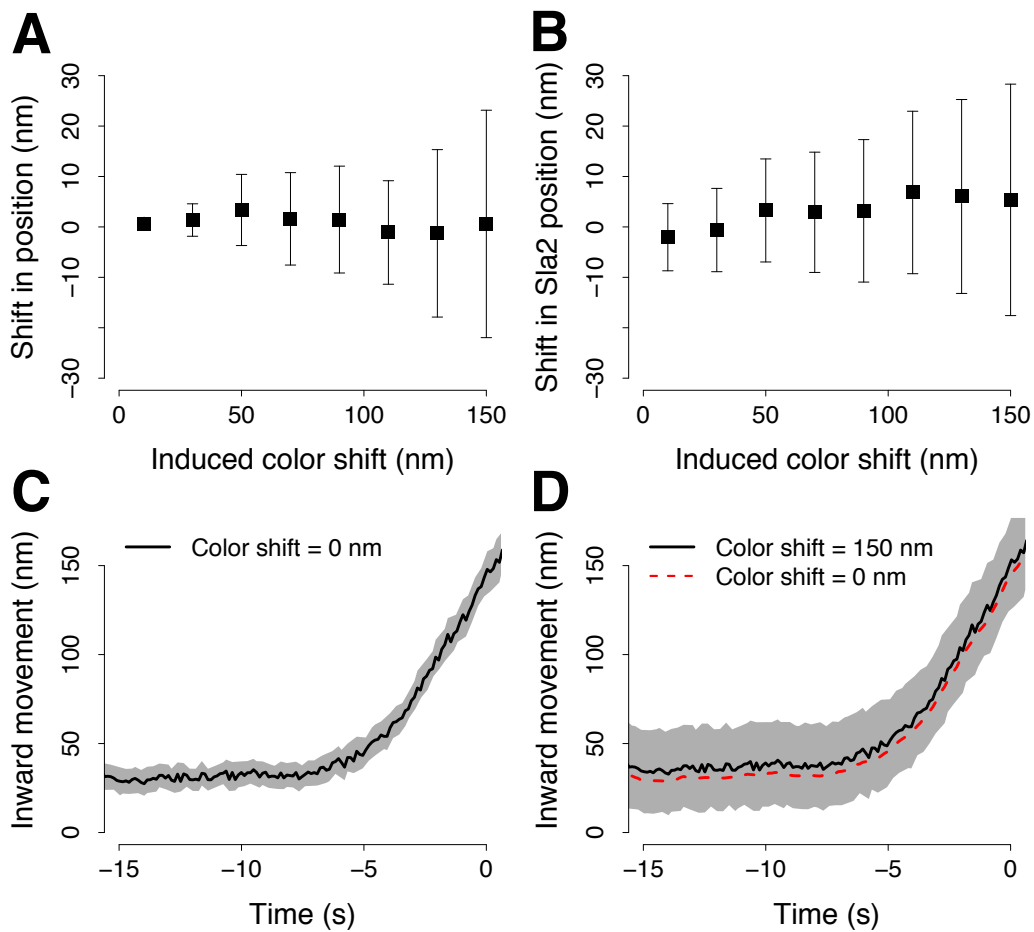 A
B
Shift in position (nm)
30
20
10
0
−10
−30
0
50
100
150
Induced color shift (nm)
Shift in Sla2 position (nm)
30
20
10
0
−10
−30
0
50
100
150
Induced color shift (nm)
C
D
Inward movement (nm)
150
100
50
0
Color shift = 0 nm
−15
−10
−5
0
Time (s)
Inward movement (nm)
150
100
50
0
Color shift = 150 nm
Color shift = 0 nm
−15
−10
−5
0
Time (s)